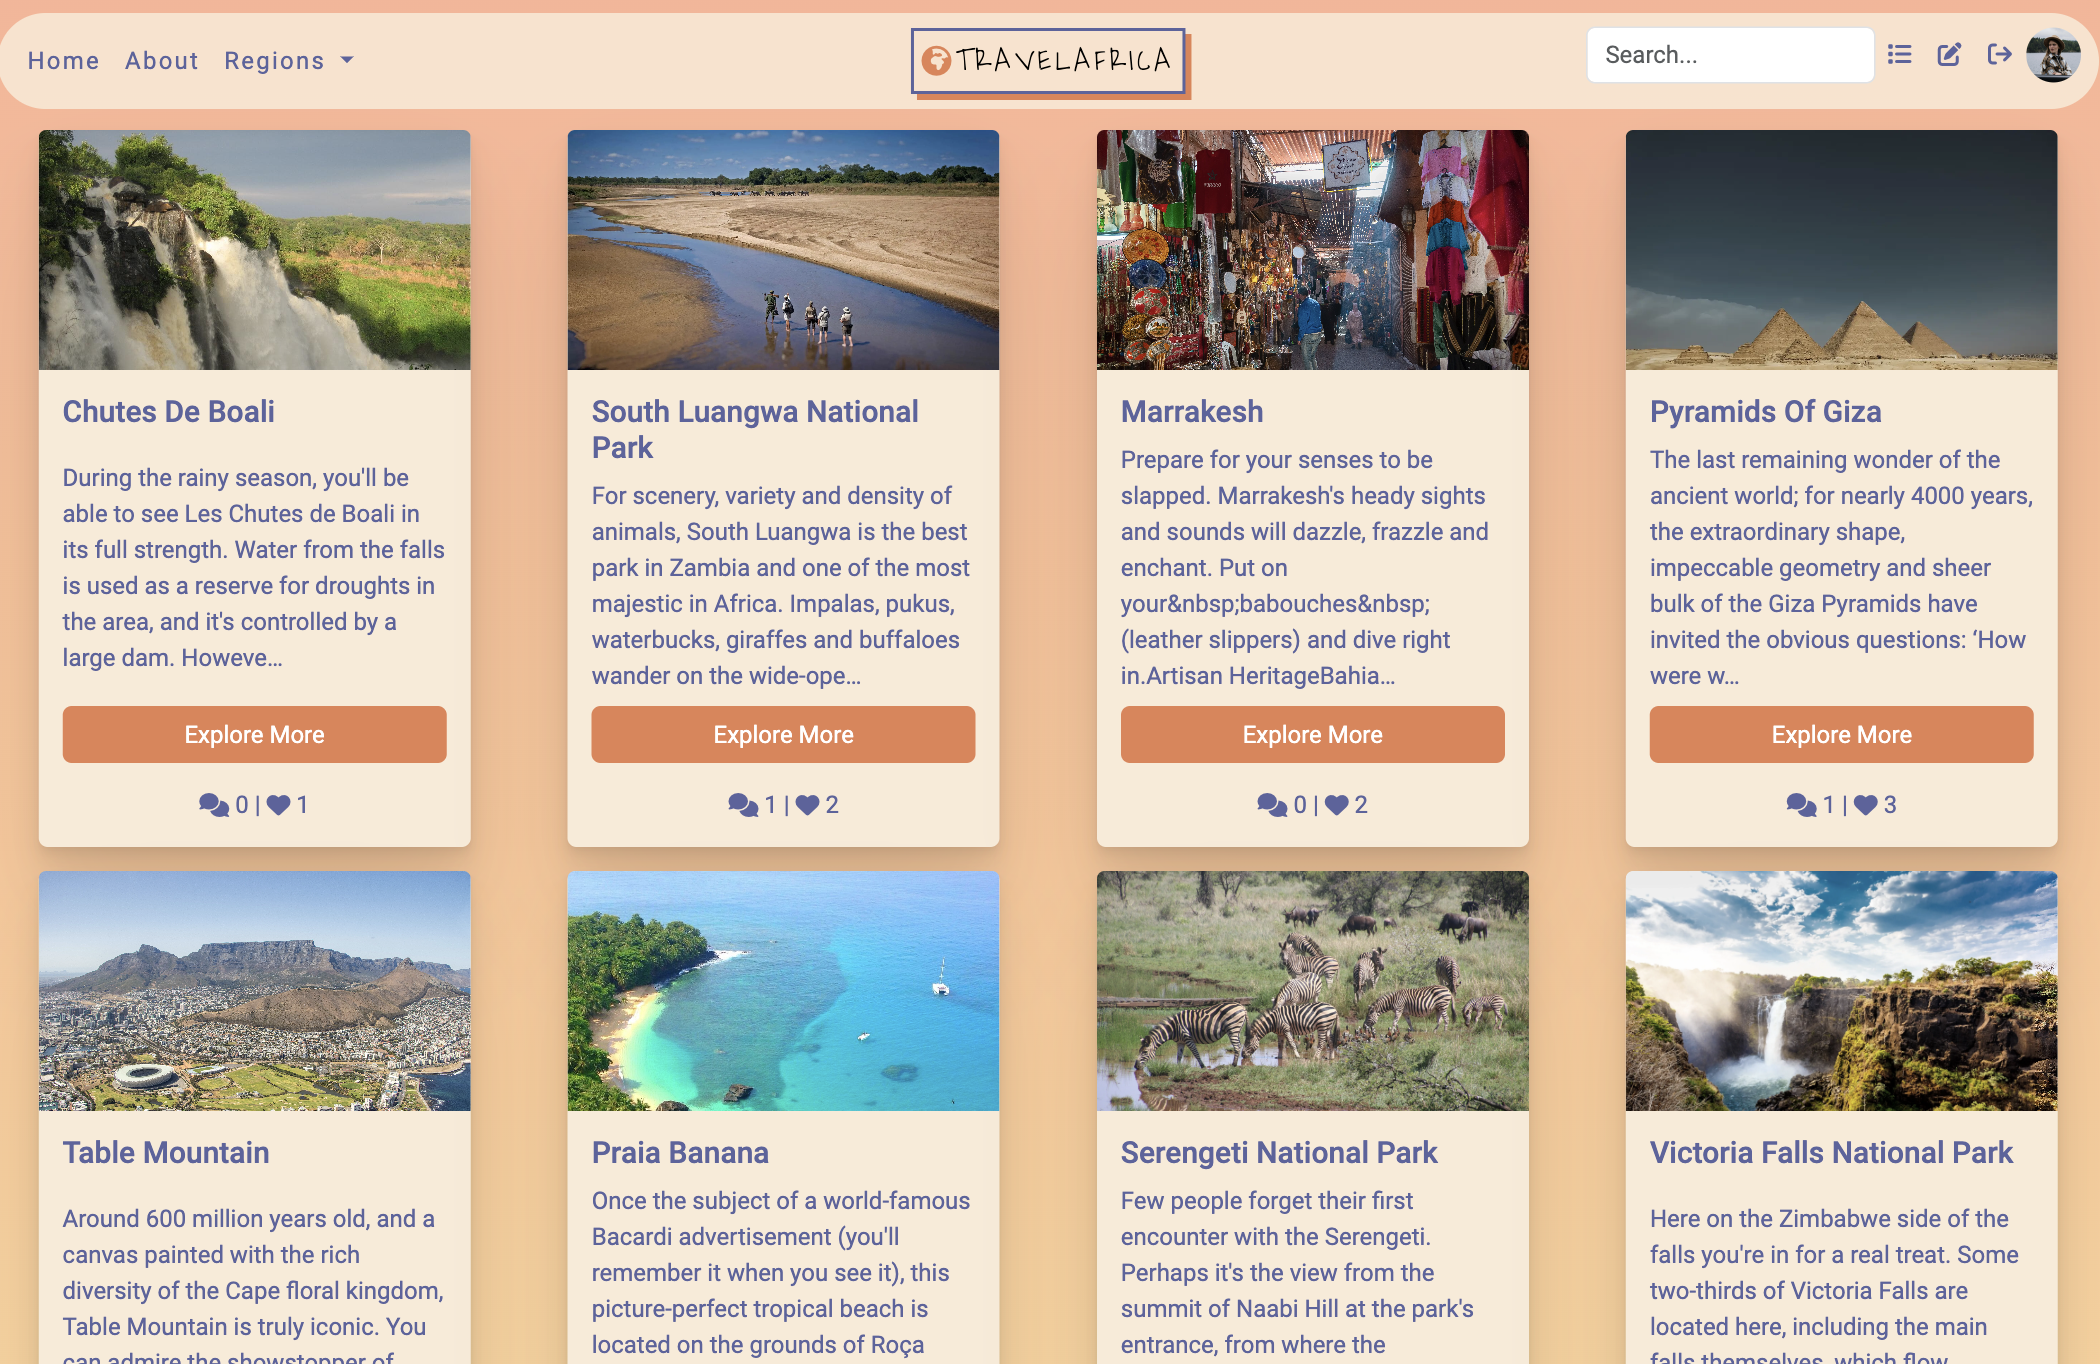 Home About Regions
TRAVELAFRICA
Search...
Chutes De Boali
During the rainy season, you'll be
able to see Les Chutes de Boali in
its full strength. Water from the falls
is used as a reserve for droughts in
the area, and it's controlled by a
large dam. Howeve...
Explore More
0 | 1
South Luangwa National
Park
For scenery, variety and density of
animals, South Luangwa is the best
park in Zambia and one of the most
majestic in Africa. Impalas, pukus,
waterbucks, giraffes and buffaloes
wander on the wide-ope...
Explore More
1 | 2
Marrakesh
Prepare for your senses to be
slapped. Marrakesh's heady sights
and sounds will dazzle, frazzle and
enchant. Put on
your&nbsp;babouches&nbsp;
(leather slippers) and dive right
in.Artisan HeritageBahia...
Explore More
0 | 2
Pyramids Of Giza
The last remaining wonder of the
ancient world; for nearly 4000 years,
the extraordinary shape,
impeccable geometry and sheer
bulk of the Giza Pyramids have
invited the obvious questions: ‘How
were w...
Explore More
1 | 3
Table Mountain
Around 600 million years old, and a
canvas painted with the rich
diversity of the Cape floral kingdom,
Table Mountain is truly iconic. You
can admire the showstopper of
Praia Banana
Once the subject of a world-famous
Bacardi advertisement (you'll
remember it when you see it), this
picture-perfect tropical beach is
located on the grounds of Roça
Serengeti National Park
Few people forget their first
encounter with the Serengeti.
Perhaps it's the view from the
summit of Naabi Hill at the park's
entrance, from where the
Victoria Falls National Park
Here on the Zimbabwe side of the
falls you're in for a real treat. Some
two-thirds of Victoria Falls are
located here, including the main
falls themselves, which flow